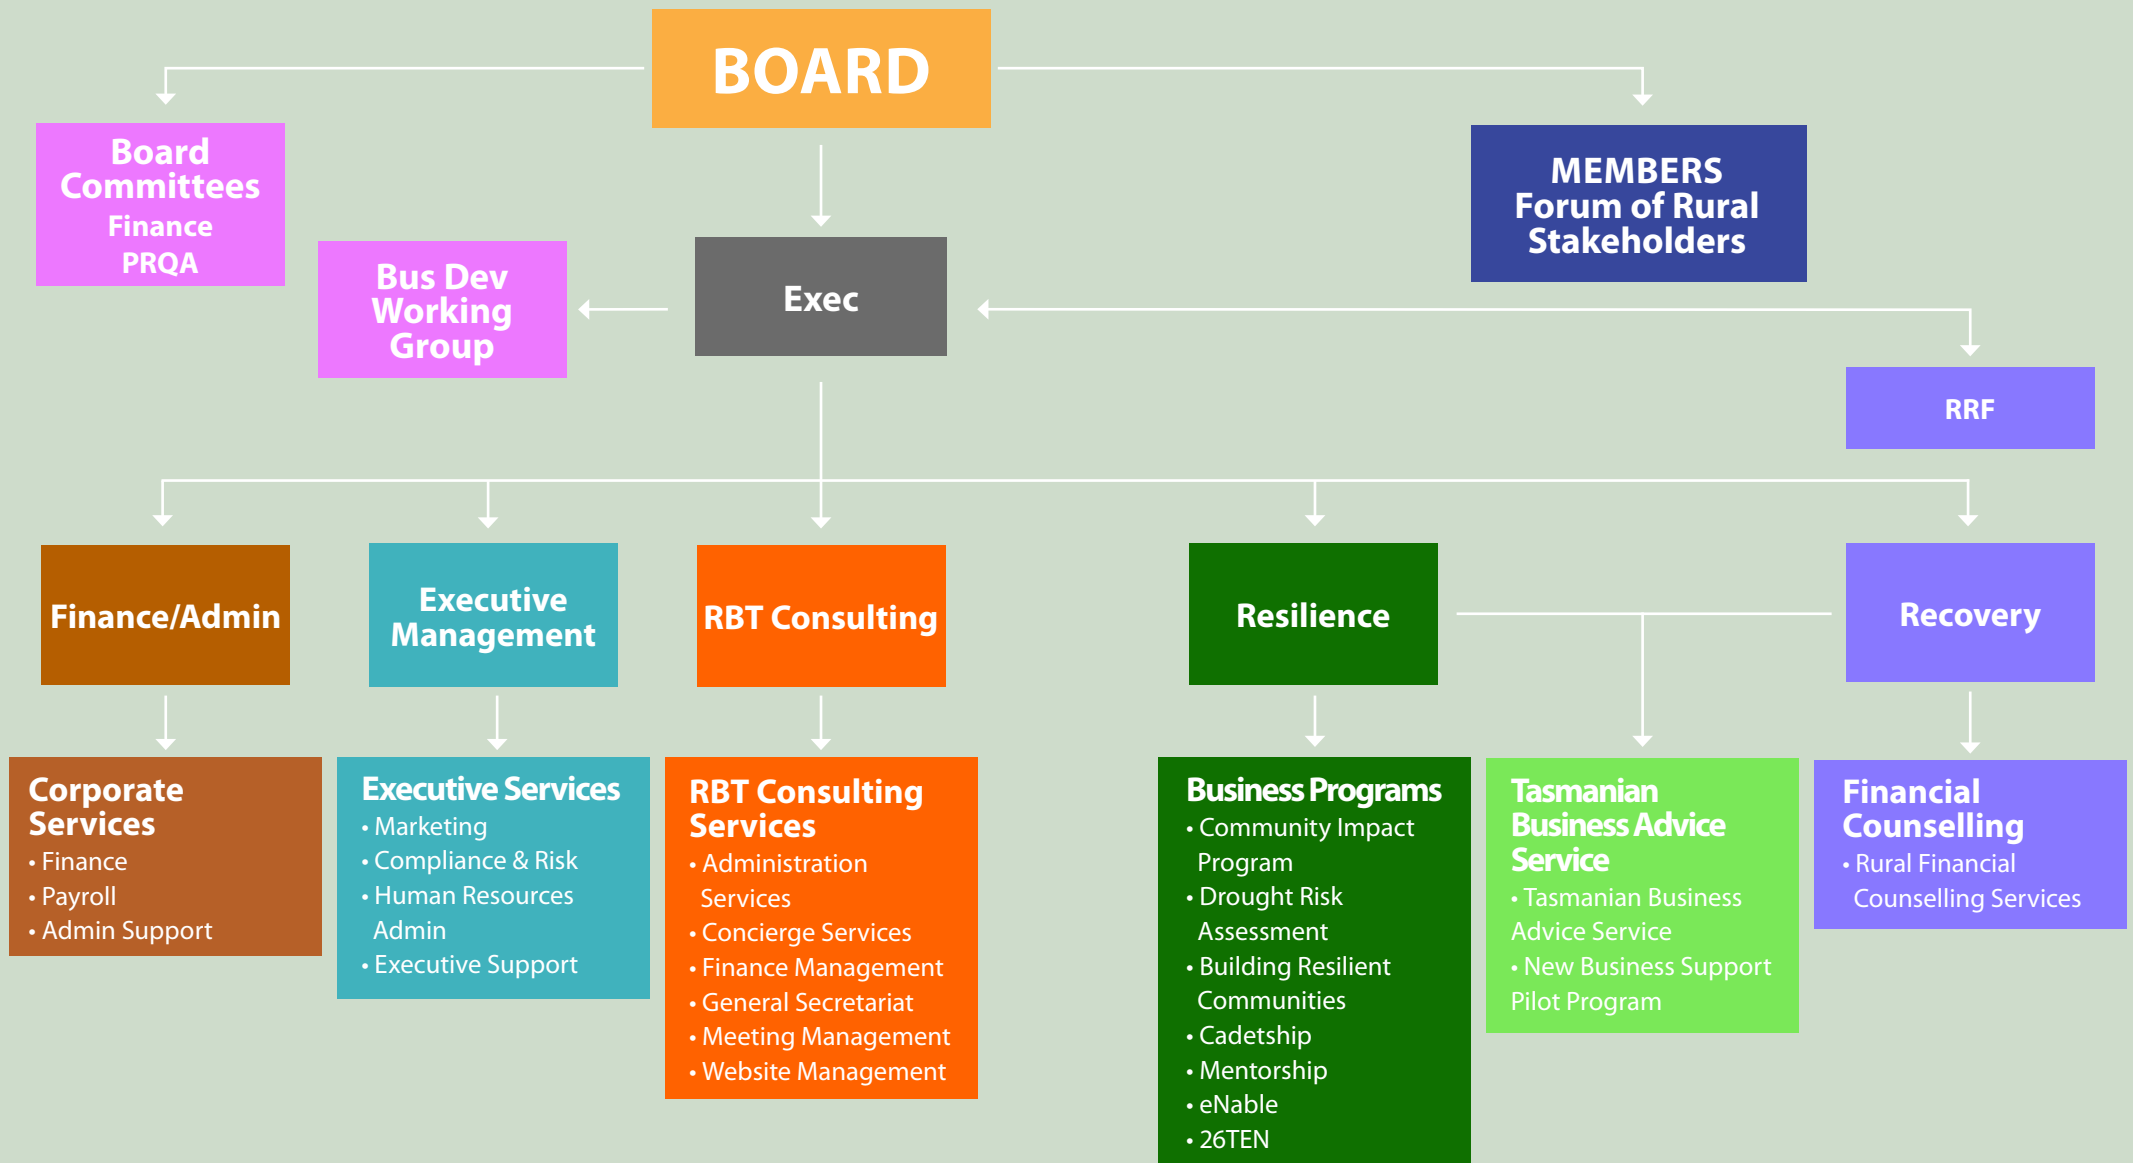 BOARD
Board
Committees
Finance
PRQA
MEMBERS
Forum of Rural
Stakeholders
Bus Dev
Working
Group
Exec
RRF
Finance/Admin
Executive
Management
RBT Consulting
Resilience
Recovery
Corporate
Services
• Finance
• Payroll
• Admin Support
Executive Services
• Marketing
• Compliance & Risk
• Human Resources
Admin
• Executive Support
RBT Consulting
Services
• Administration
Services
• Concierge Services
• Finance Management
• General Secretariat
• Meeting Management
• Website Management
Business Programs
• Community Impact
Program
• Drought Risk
Assessment
• Building Resilient
Communities
• Cadetship
• Mentorship
• eNable
• 26TEN
Tasmanian
Business Advice
Service
• Tasmanian Business
Advice Service
• New Business Support
Pilot Program
Financial
Counselling
• Rural Financial
Counselling Services